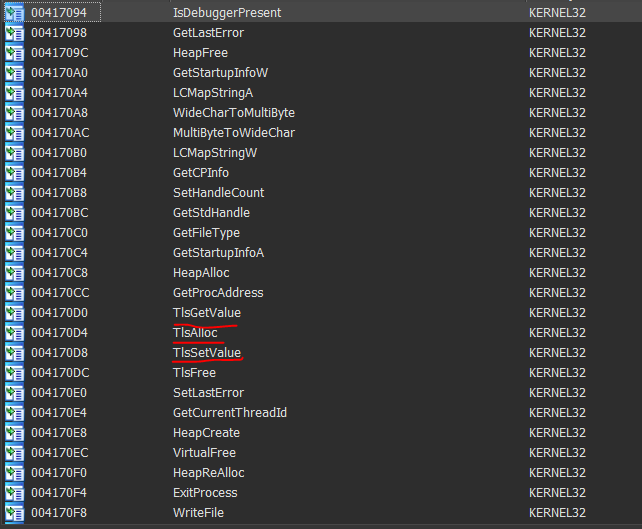 00417094 IsDebuggerPresent KERNEL32
00417098 GetLastError KERNEL32
0041709C HeapFree KERNEL32
004170A0 GetStartupInfoW KERNEL32
004170A4 LCMapStringA KERNEL32
004170A8 WideCharToMultiByte KERNEL32
004170AC MultiByteToWideChar KERNEL32
004170B0 LCMapStringW KERNEL32
004170B4 GetCPInfo KERNEL32
004170B8 SetHandleCount KERNEL32
004170BC GetStdHandle KERNEL32
004170C0 GetFileType KERNEL32
004170C4 GetStartupInfoA KERNEL32
004170C8 HeapAlloc KERNEL32
004170CC GetProcAddress KERNEL32
004170D0 TlsGetValue KERNEL32
004170D4 TlsAlloc KERNEL32
004170D8 TlsSetValue KERNEL32
004170DC TlsFree KERNEL32
004170E0 SetLastError KERNEL32
004170E4 GetCurrentThreadId KERNEL32
004170E8 HeapCreate KERNEL32
004170EC VirtualFree KERNEL32
004170F0 HeapReAlloc KERNEL32
004170F4 ExitProcess KERNEL32
004170F8 WriteFile KERNEL32